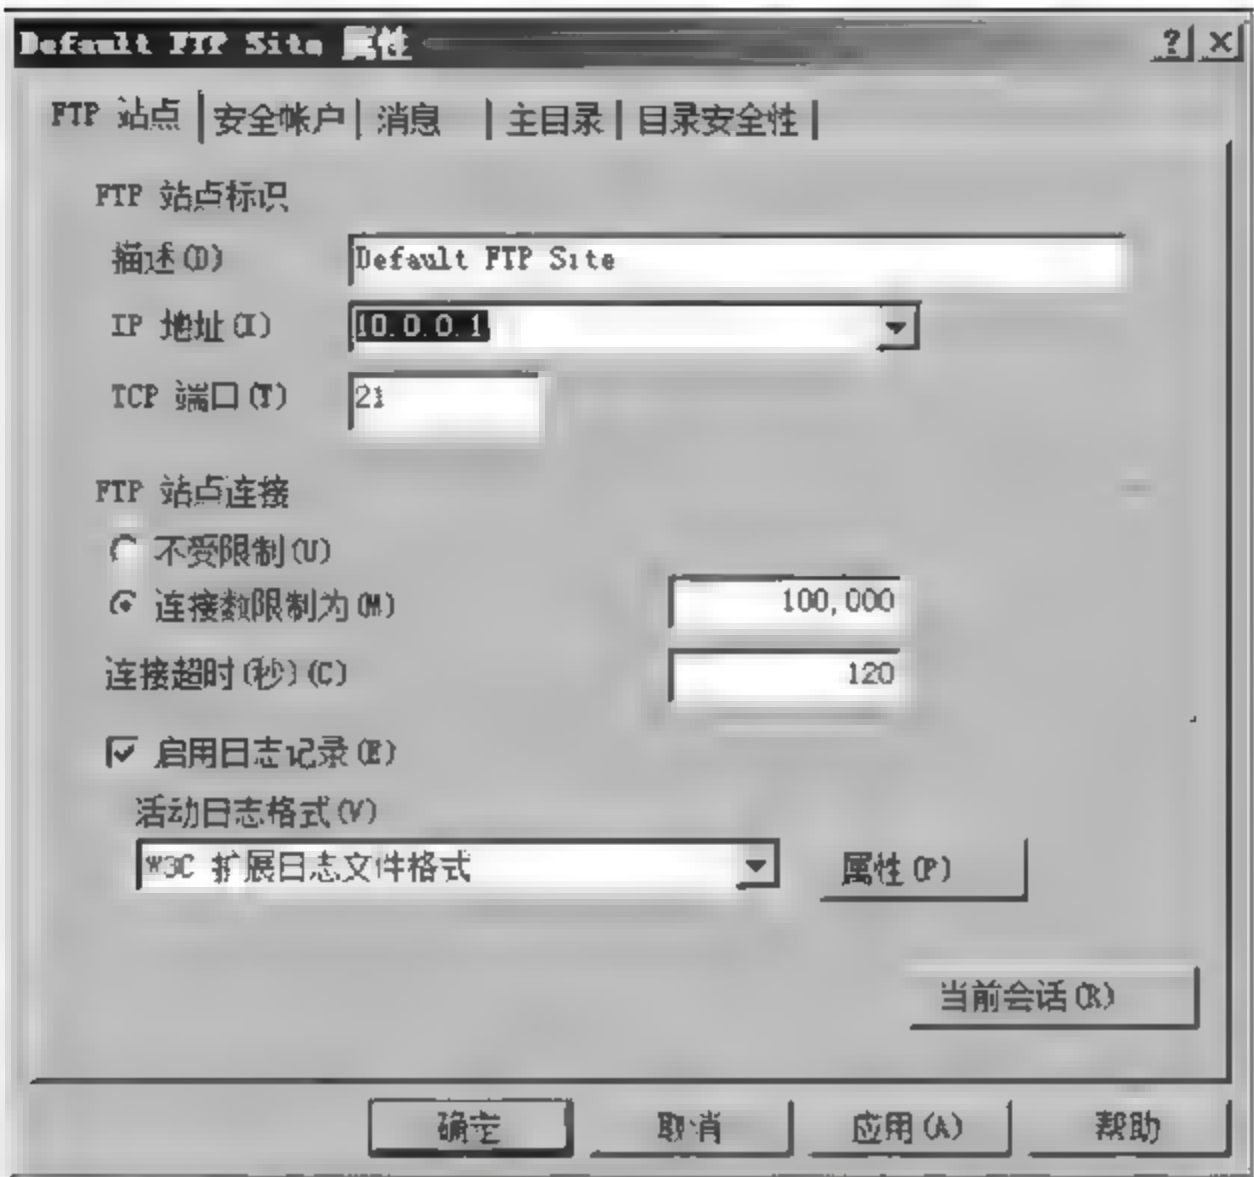 Default FTP Site 属性
FTP 站点 安全帐户 消息 主目录 目录安全性
FTP 站点标识
描述(D) Default FTP Site
IP 地址(I) 10.0.0.1
TCP 端口(T) 21
FTP 站点连接
不受限制(U)
连接数限制为(M) 100,000
连接超时(秒)(C) 120
启用日志记录(E)
活动日志格式(V)
W3C 扩展日志文件格式 属性(P)
当前会话(R)
确定 取消 应用(A) 帮助